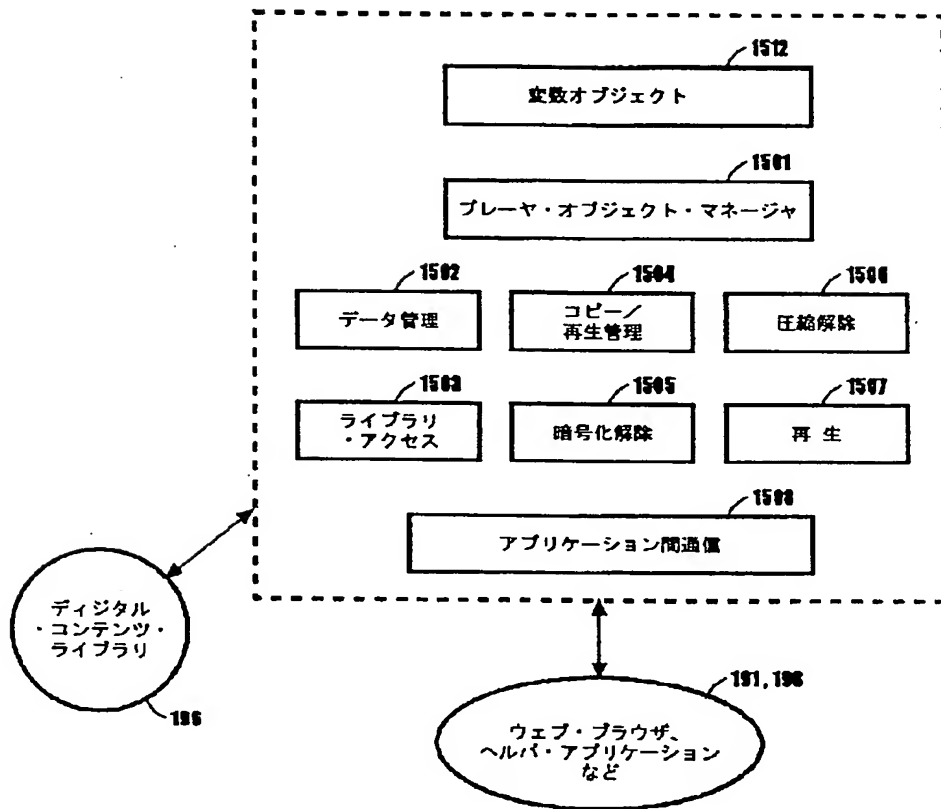 1512
変数オブジェクト
1501
プレーヤ・オブジェクト・マネージャ
1502
1504
1506
データ管理
コピー／
再生管理
圧縮解除
1503
1505
1507
ライブラリ
・アクセス
暗号化解除
再 生
1508
アプリケーション間通信
ディジタル
・コンテンツ・
ライブラリ
196
191, 198
ウェブ・ブラウザ、
ヘルパ・アプリケーション
など